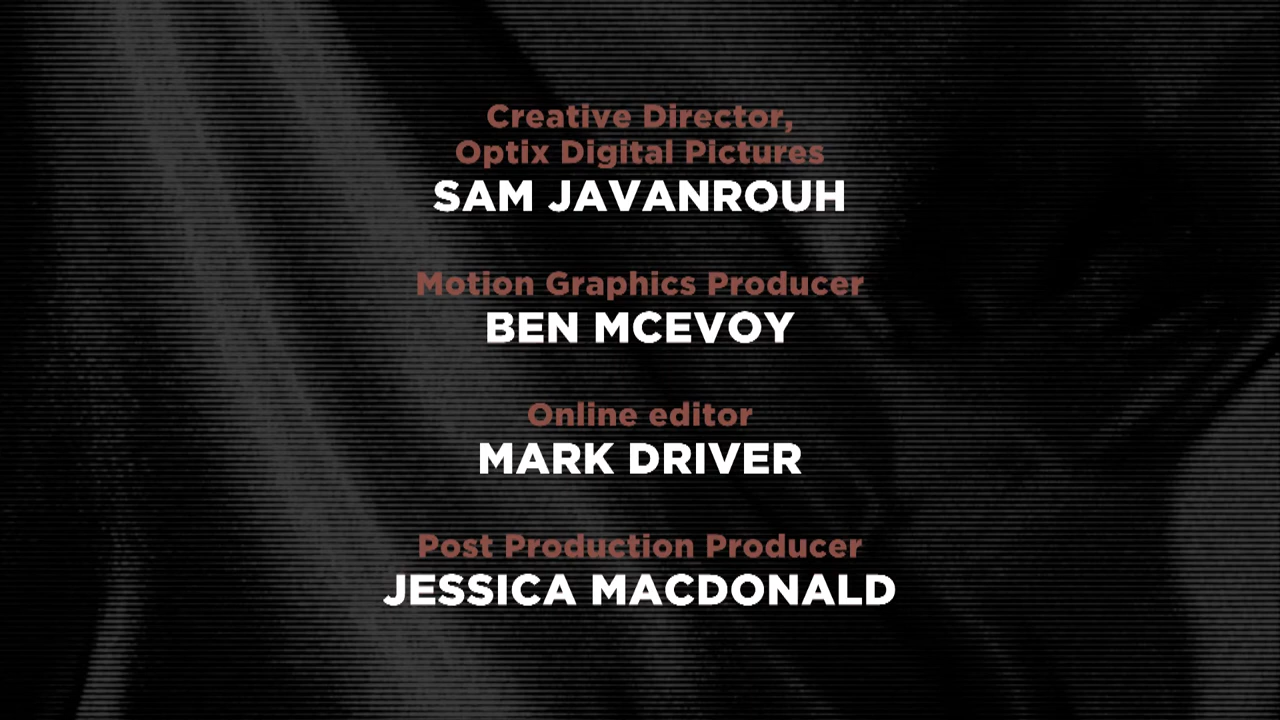 Creative Director,
Optix Digital Pictures
SAM JAVANROUH
Motion Graphics Producer
BEN MCEVOY
Online editor
MARK DRIVER
Post Production Producer
JESSICA MACDONALD